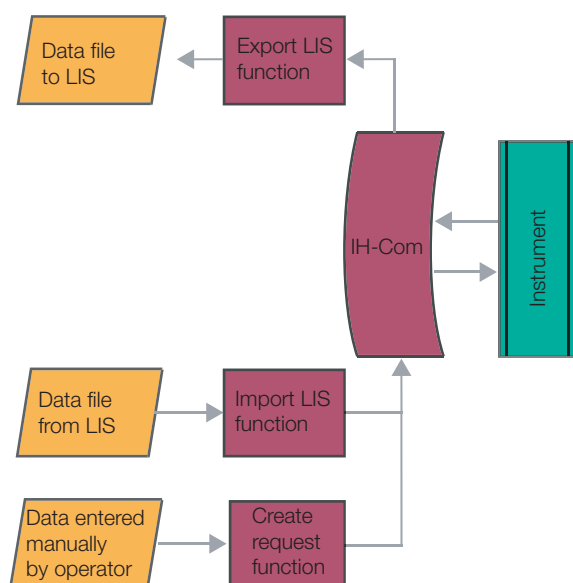 Data file
to LIS
Export LIS
function
IH-Com
Instrument
Data file
from LIS
Import LIS
function
Data entered
manually
by operator
Create
request
function